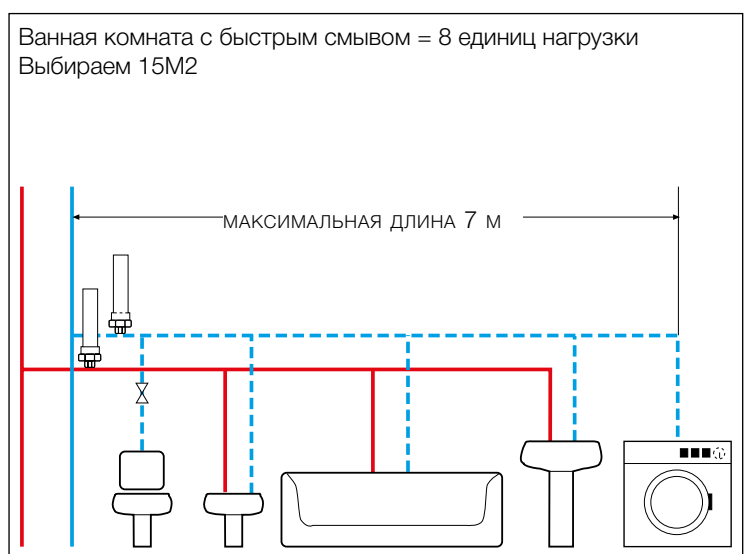 Ванная комната с быстрым смывом = 8 единиц нагрузки
Выбираем 15М2
МАКСИМАЛЬНАЯ ДЛИНА 7 М